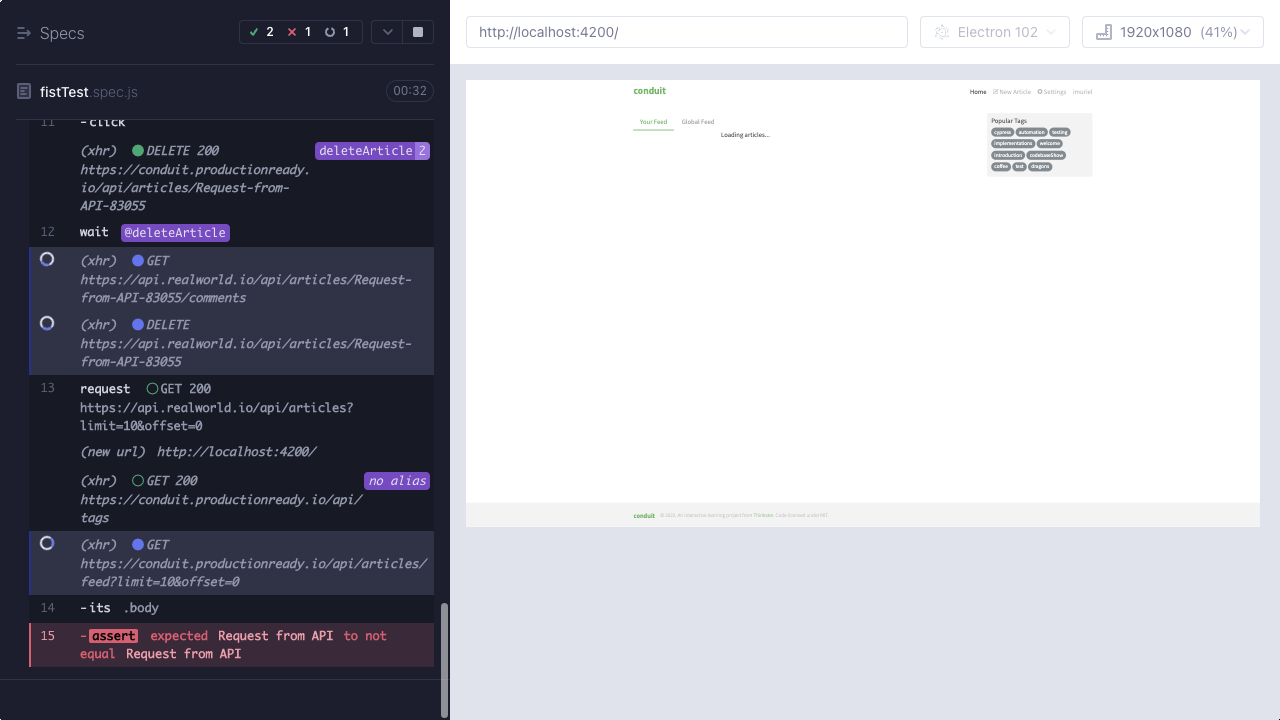 Specs
2
1
1
fistTest.spec.js
00:32
11 -click
(xhr) DELETE 200 deleteArticle 2
https://conduit.productionready.
io/api/articles/Request-from-
API-83055
12 wait @deleteArticle
(xhr) GET
https://api.realworld.io/api/articles/Request-
from-API-83055/comments
(xhr) DELETE
https://api.realworld.io/api/articles/Request-
from-API-83055
13 request GET 200
https://api.realworld.io/api/articles?
limit=10&offset=0
(new url) http://localhost:4200/
(xhr) GET 200 no alias
https://conduit.productionready.io/api/
tags
(xhr) GET
https://conduit.productionready.io/api/articles/
feed?limit=10&offset=0
14 -its .body
15 -assert expected Request from API to not
equal Request from API
http://localhost:4200/
Electron 102
1920x1080 (41%)
conduit
Home New Article Settings imuriel
Your Feed Global Feed
Loading articles...
Popular Tags
cypress automation testing
implementations welcome
introduction codebaseShow
coffee test dragons
conduit © 2022. An interactive learning project from Thinkster. Code licensed under MIT.